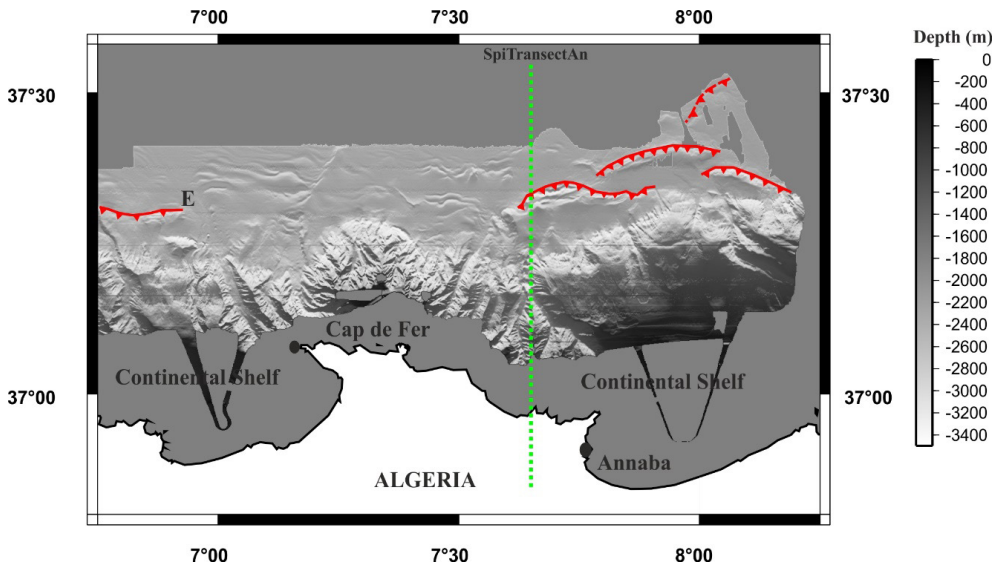 7°00 7°30 8°00
Depth (m)
SpiTransectAn
0
-200
37°30 37°30
-400
-600
-800
-1000
-1200
E
-1400
-1600
-1800
-2000
-2200
Cap de Fer
-2400
Continental Shelf Continental Shelf
-2600
37°00 37°00
-2800
-3000
-3200
Annaba
-3400
ALGERIA
7°00 7°30 8°00